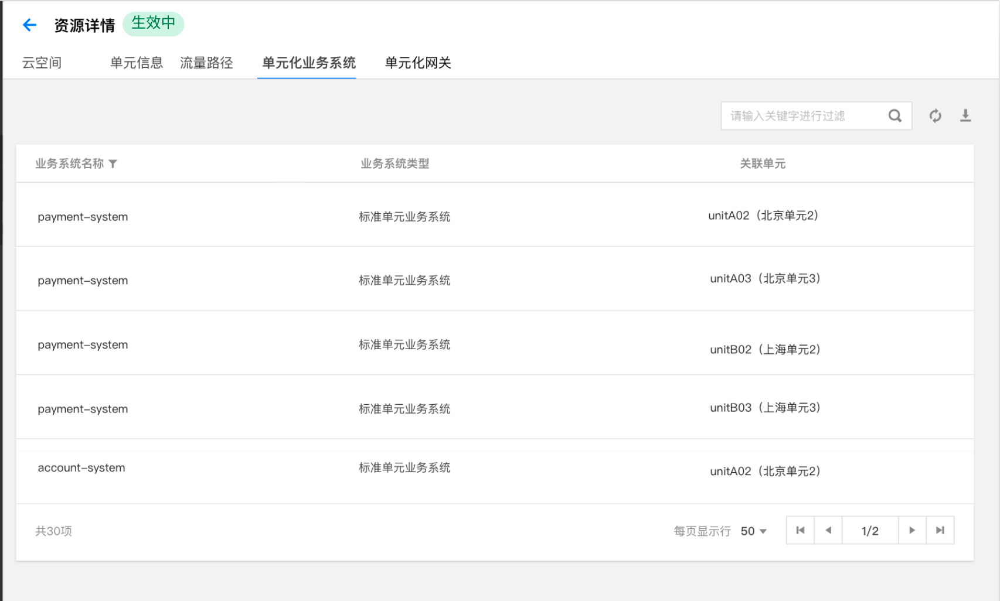 资源详情 生效中
云空间 单元信息 流量路径 单元化业务系统 单元化网关
请输入关键字进行过滤
业务系统名称 业务系统类型 关联单元
payment-system 标准单元业务系统 unitA02（北京单元2）
payment-system 标准单元业务系统 unitA03（北京单元3）
payment-system 标准单元业务系统 unitB02（上海单元2）
payment-system 标准单元业务系统 unitB03（上海单元3）
account-system 标准单元业务系统 unitA02（北京单元2）
共30项 每页显示行 50 1/2